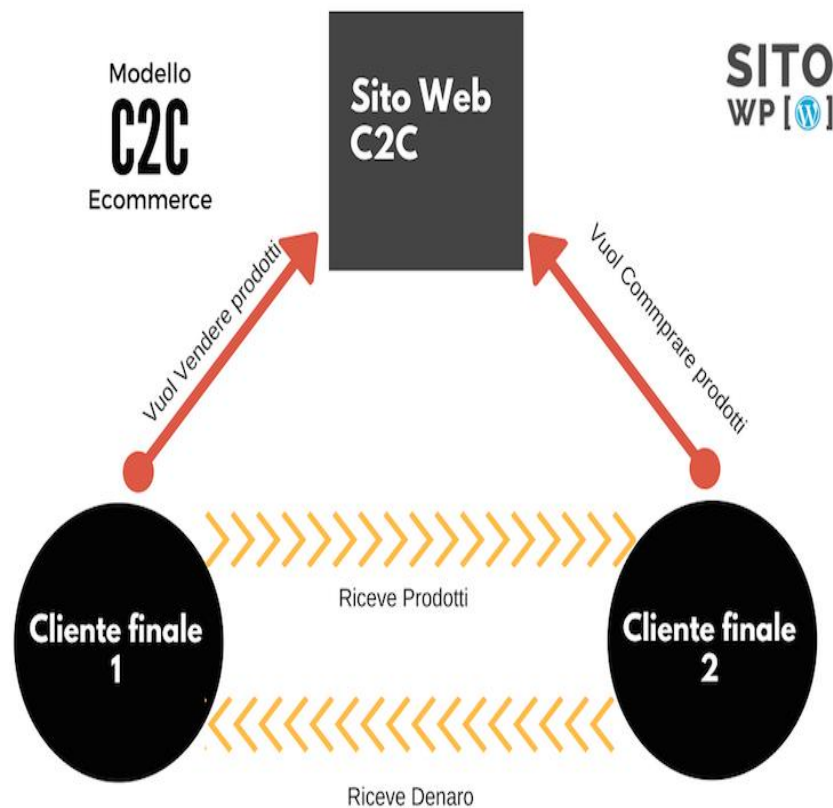 Modello
C2C
Ecommerce
Sito Web
C2C
SITO
WP [W]
Vuol Vendere prodotti
Vuol Commprare prodotti
Riceve Prodotti
Cliente finale
1
Cliente finale
2
Riceve Denaro